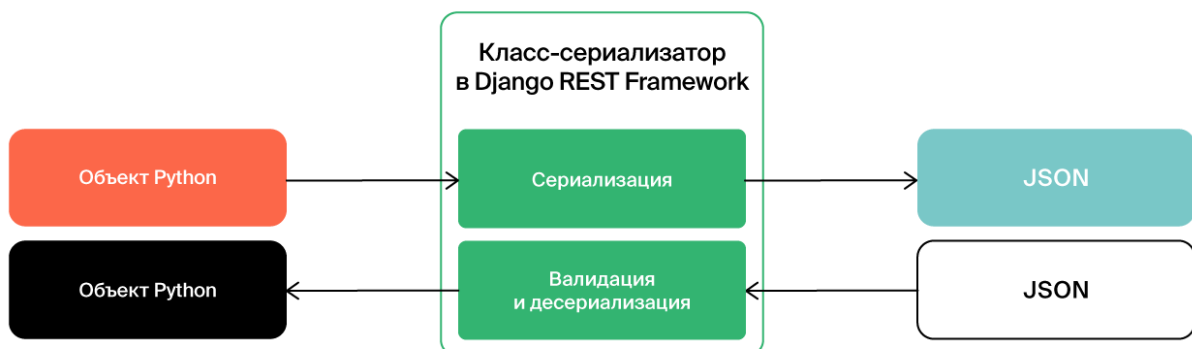 Класс-сериализатор
в Django REST Framework
Объект Python
Сериализация
JSON
Объект Python
Валидация
и десериализация
JSON